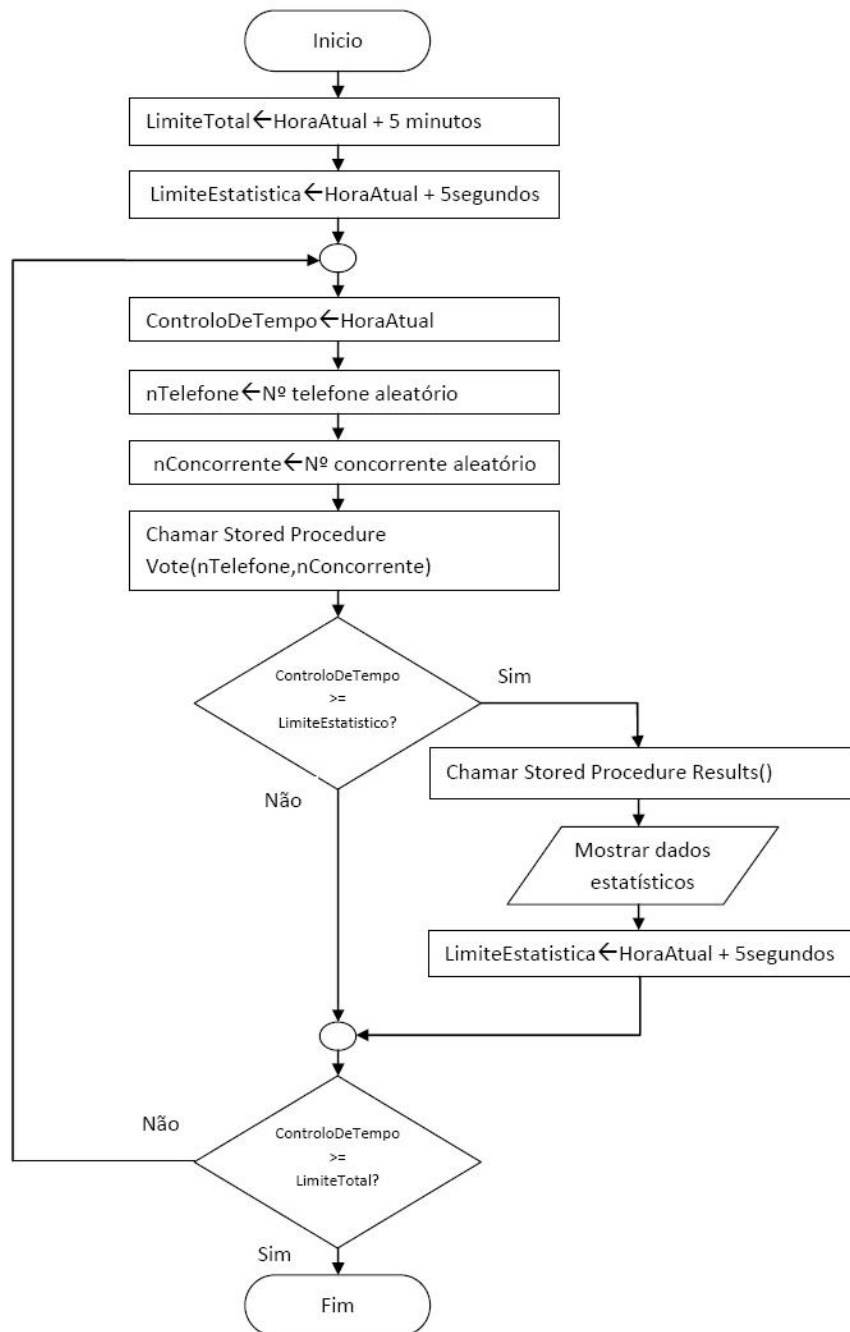 Inicio
LimiteTotal←HoraAtual + 5 minutos
LimiteEstatistica←HoraAtual + 5segundos
ControloDeTempo←HoraAtual
nTelefone←Nº telefone aleatório
nConcorrente←Nº concorrente aleatório
Chamar Stored Procedure
Vote(nTelefone,nConcorrente)
ControloDeTempo
>=
LimiteEstatistico?
Sim
Não
Chamar Stored Procedure Results()
Mostrar dados
estatísticos
LimiteEstatistica←HoraAtual + 5segundos
ControloDeTempo
>=
LimiteTotal?
Não
Sim
Fim